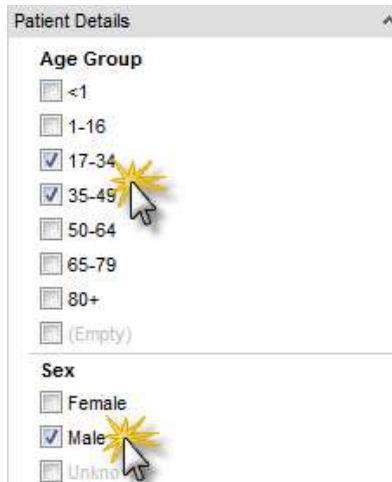 Patient Details
Age Group
<1
1-16
17-34
35-49
50-64
65-79
80+
(Empty)
Sex
Female
Male